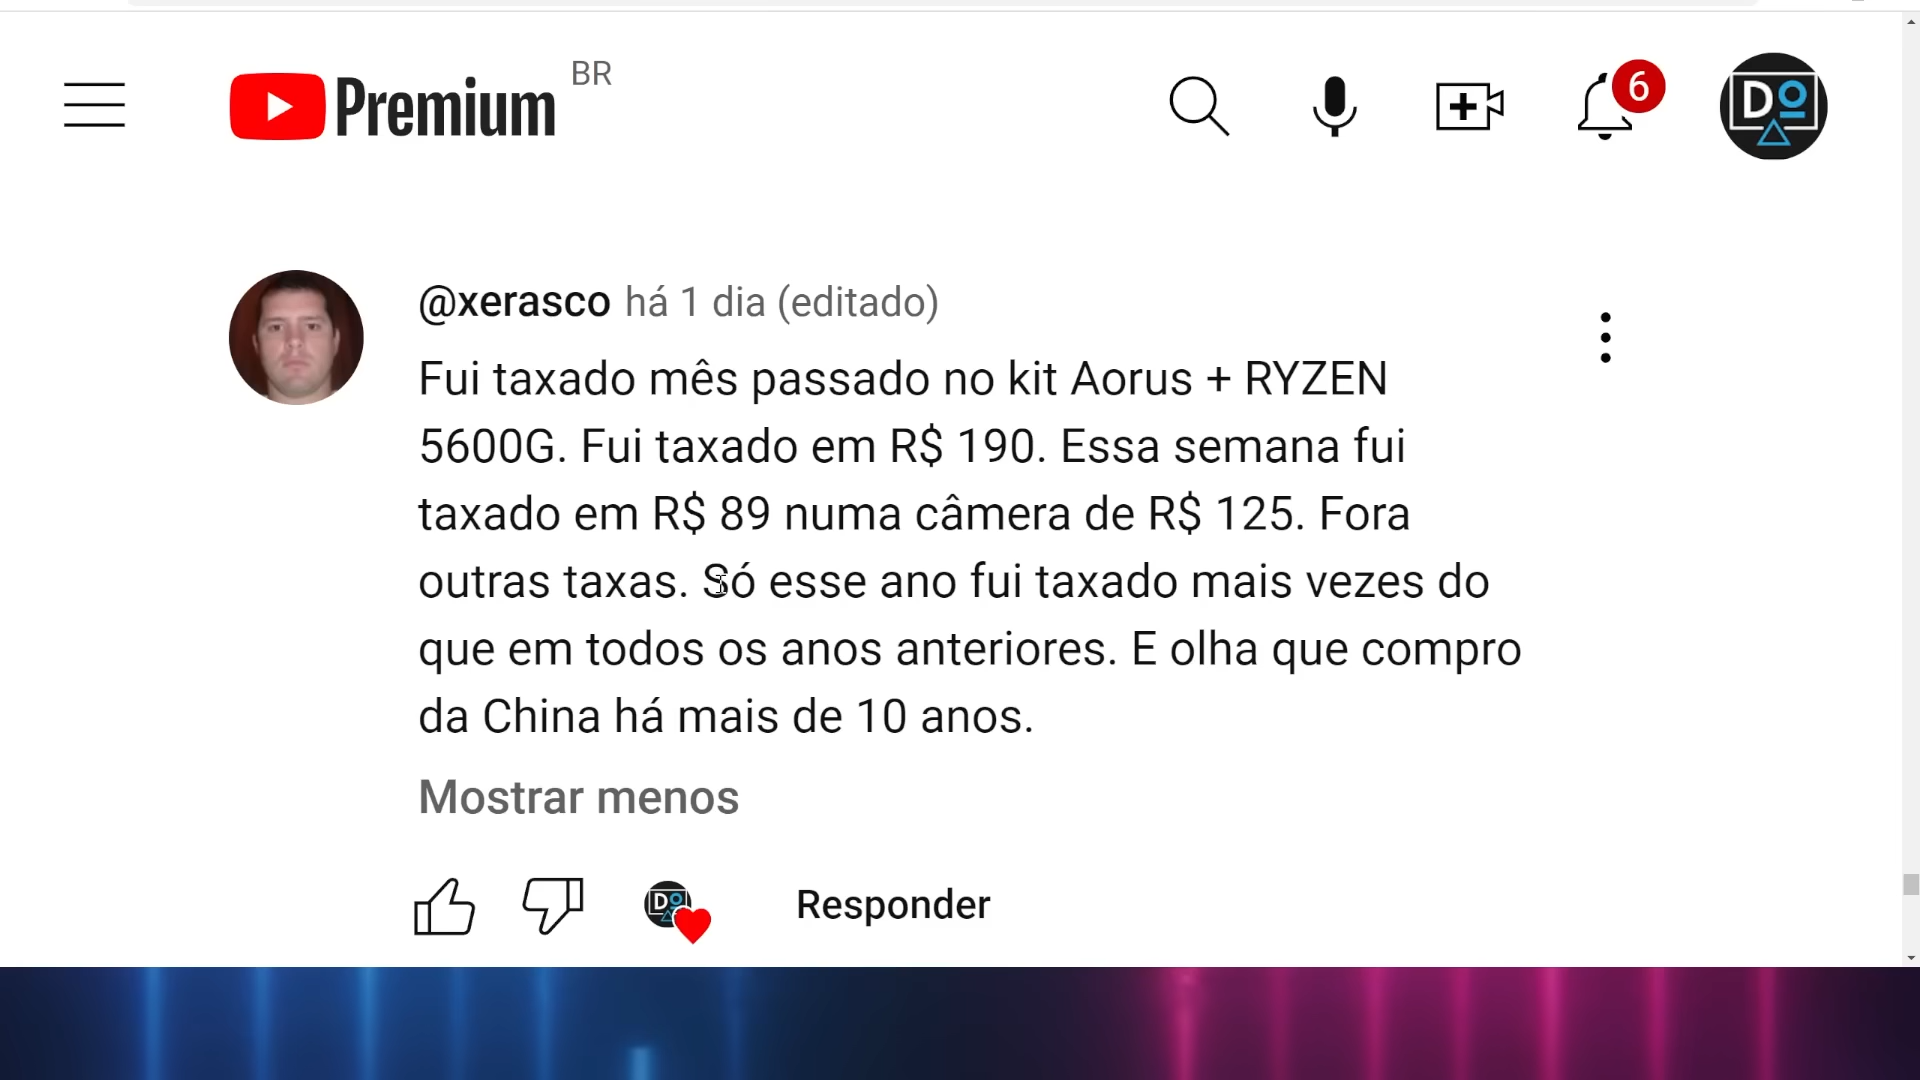 Premium BR
6
DO
@xerasco há 1 dia (editado)
Fui taxado mês passado no kit Aorus + RYZEN
5600G. Fui taxado em R$ 190. Essa semana fui
taxado em R$ 89 numa câmera de R$ 125. Fora
outras taxas. Só esse ano fui taxado mais vezes do
que em todos os anos anteriores. E olha que compro
da China há mais de 10 anos.
Mostrar menos
DO
Responder